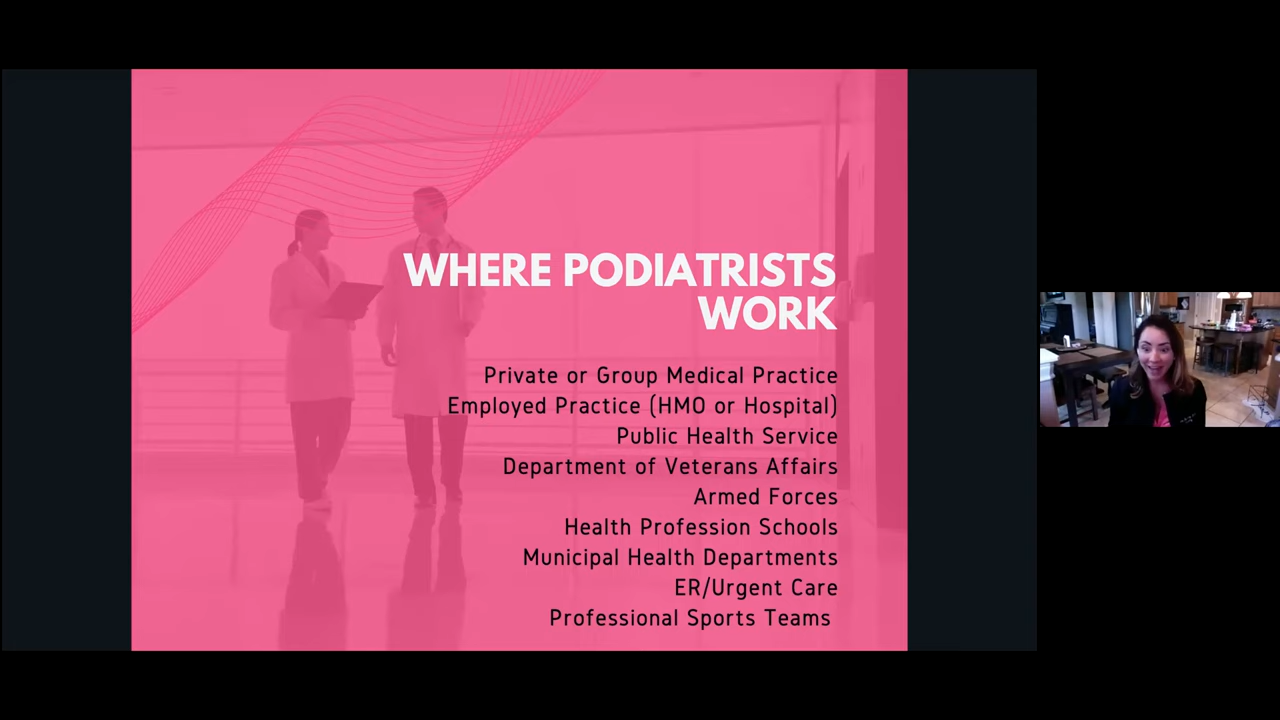 WHERE PODIATRISTS
WORK
Private or Group Medical Practice
Employed Practice (HMO or Hospital)
Public Health Service
Department of Veterans Affairs
Armed Forces
Health Profession Schools
Municipal Health Departments
ER/Urgent Care
Professional Sports Teams